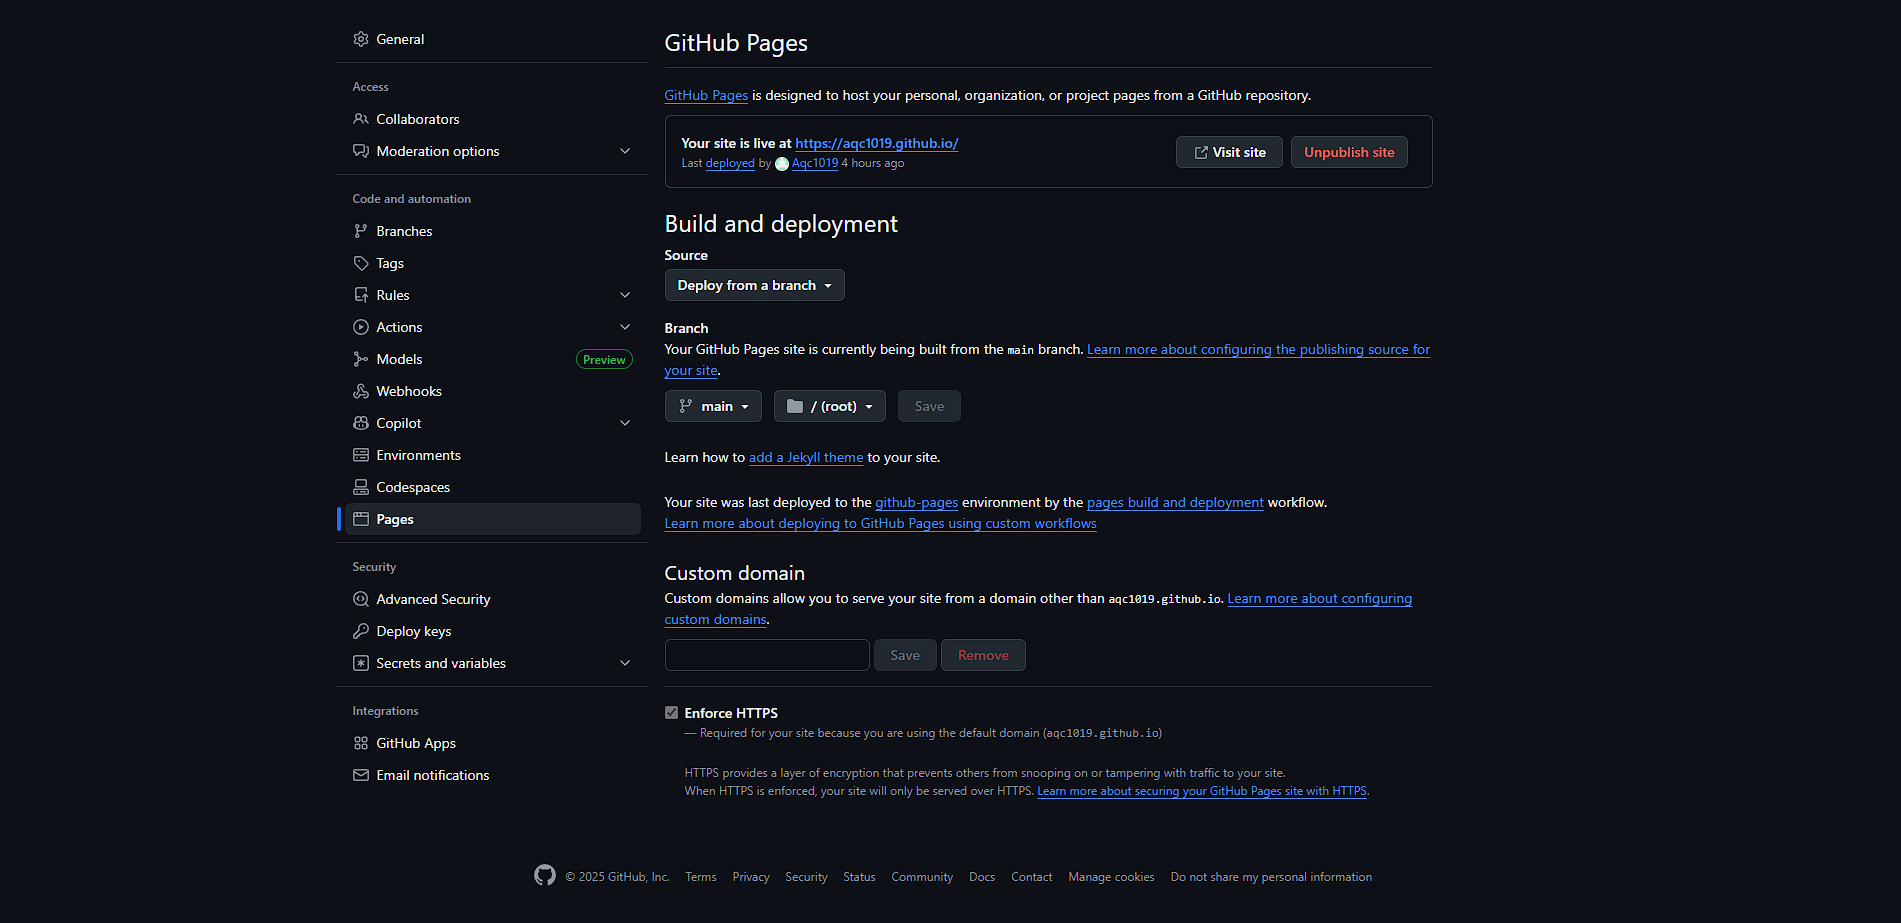 General
Access
Collaborators
Moderation options
Code and automation
Branches
Tags
Rules
Actions
Models Preview
Webhooks
Copilot
Environments
Codespaces
Pages
Security
Advanced Security
Deploy keys
Secrets and variables
Integrations
GitHub Apps
Email notifications
GitHub Pages
GitHub Pages is designed to host your personal, organization, or project pages from a GitHub repository.
Your site is live at https://aqc1019.github.io/
Last deployed by Aqc1019 4 hours ago
Visit site Unpublish site
Build and deployment
Source
Deploy from a branch
Branch
Your GitHub Pages site is currently being built from the main branch. Learn more about configuring the publishing source for
your site.
main / (root) Save
Learn how to add a Jekyll theme to your site.
Your site was last deployed to the github-pages environment by the pages build and deployment workflow.
Learn more about deploying to GitHub Pages using custom workflows
Custom domain
Custom domains allow you to serve your site from a domain other than aqc1019.github.io. Learn more about configuring
custom domains.
Save Remove
Enforce HTTPS
— Required for your site because you are using the default domain (aqc1019.github.io)
HTTPS provides a layer of encryption that prevents others from snooping on or tampering with traffic to your site.
When HTTPS is enforced, your site will only be served over HTTPS. Learn more about securing your GitHub Pages site with HTTPS.
© 2025 GitHub, Inc. Terms Privacy Security Status Community Docs Contact Manage cookies Do not share my personal information